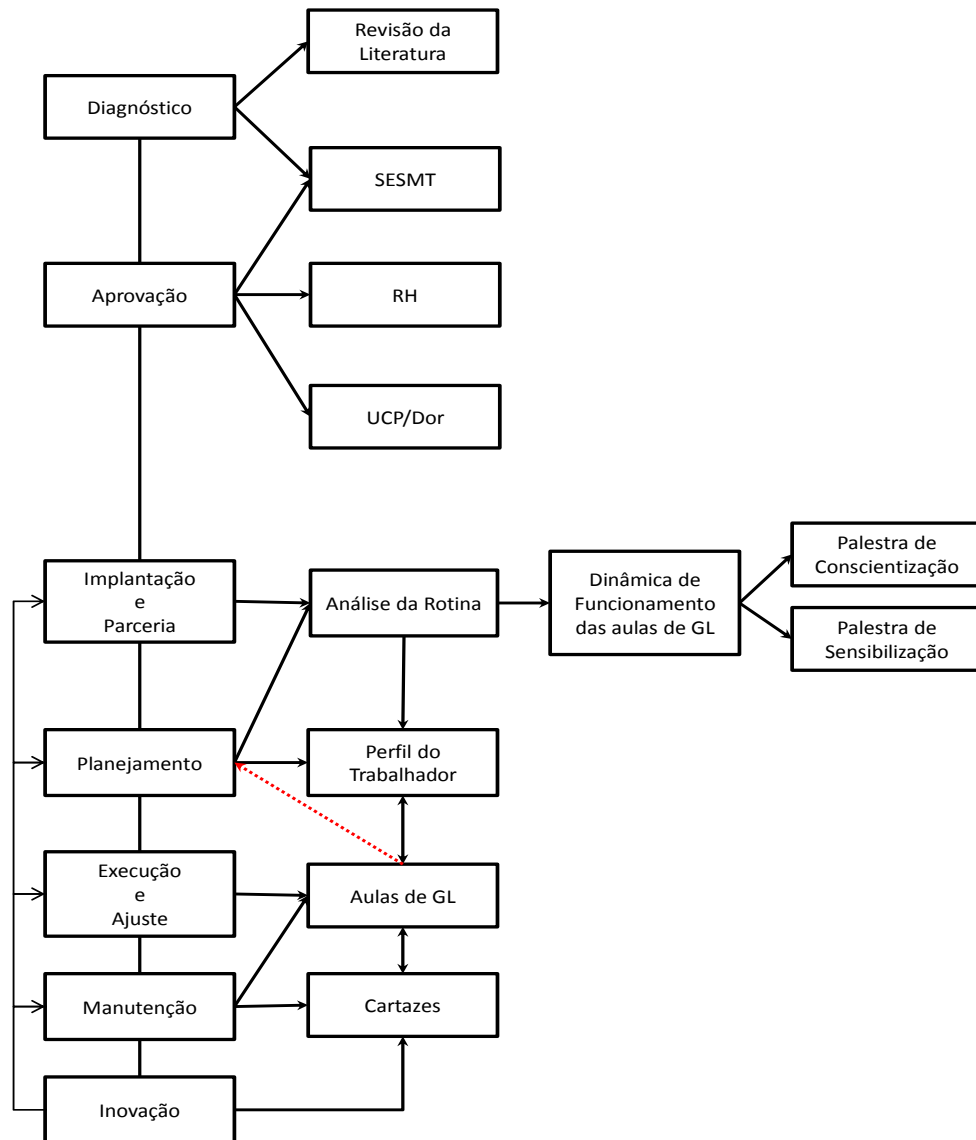 Revisão da
Literatura
Diagnóstico
SESMT
Aprovação
RH
UCP/Dor
Implantação
e
Parceria
Análise da Rotina
Dinâmica de
Funcionamento
das aulas de GL
Palestra de
Conscientização
Palestra de
Sensibilização
Planejamento
Perfil do
Trabalhador
Execução
e
Ajuste
Aulas de GL
Manutenção
Cartazes
Inovação